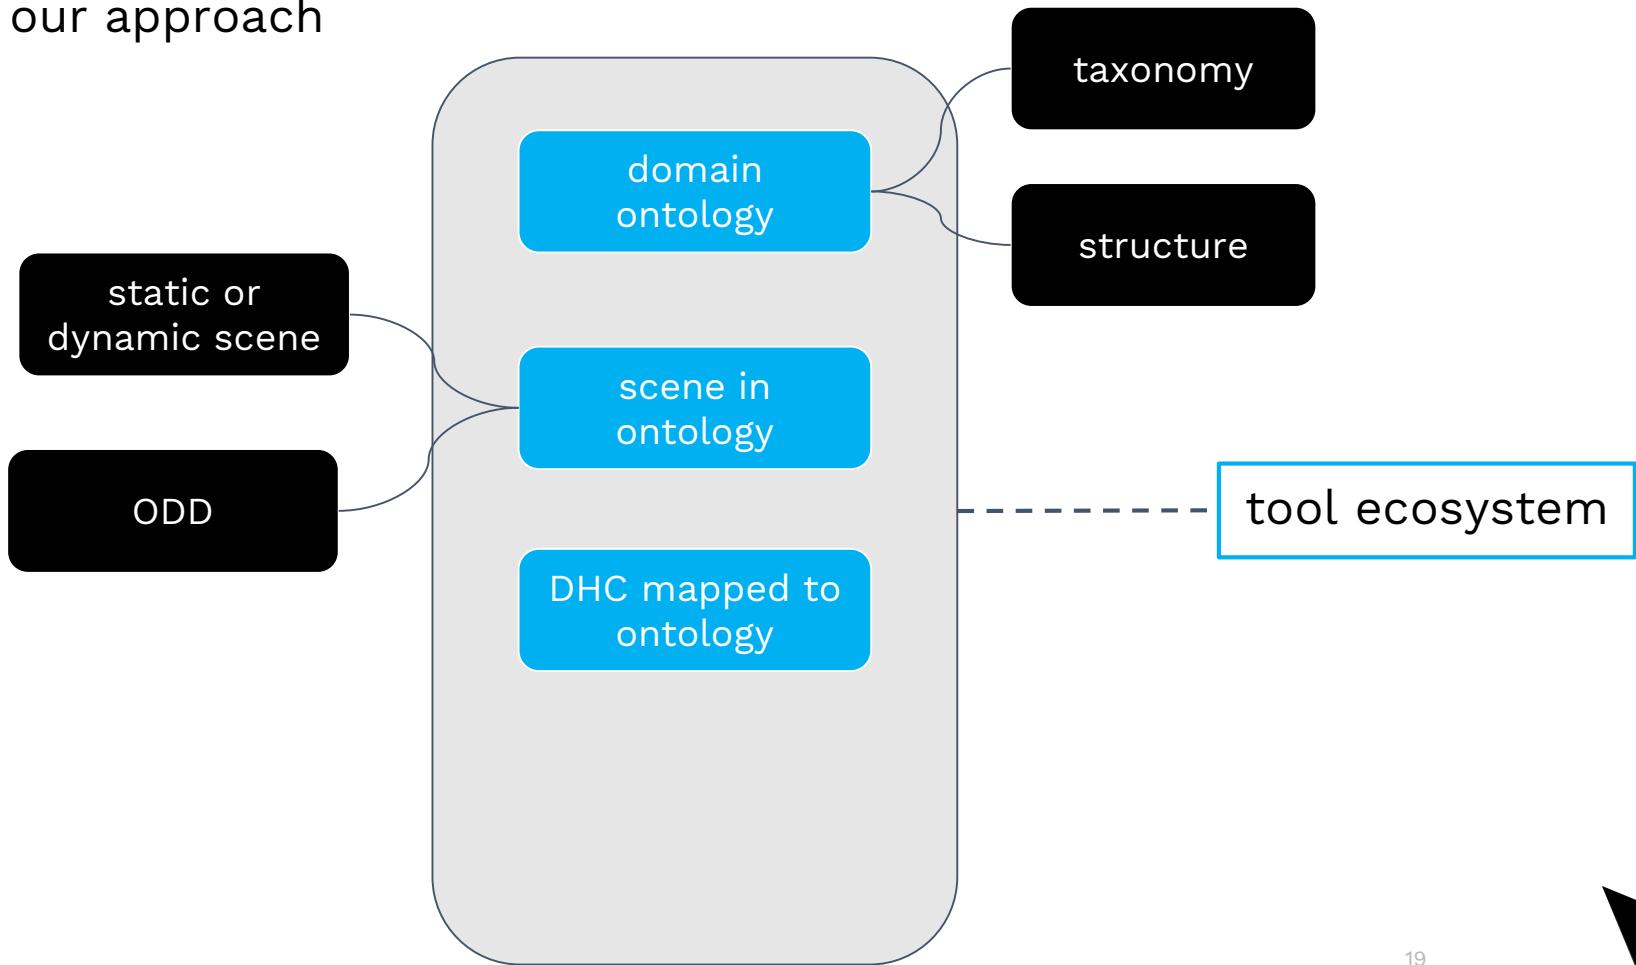 our approach
taxonomy
domain
ontology
structure
static or
dynamic scene
scene in
ontology
ODD
tool ecosystem
DHC mapped to
ontology
19